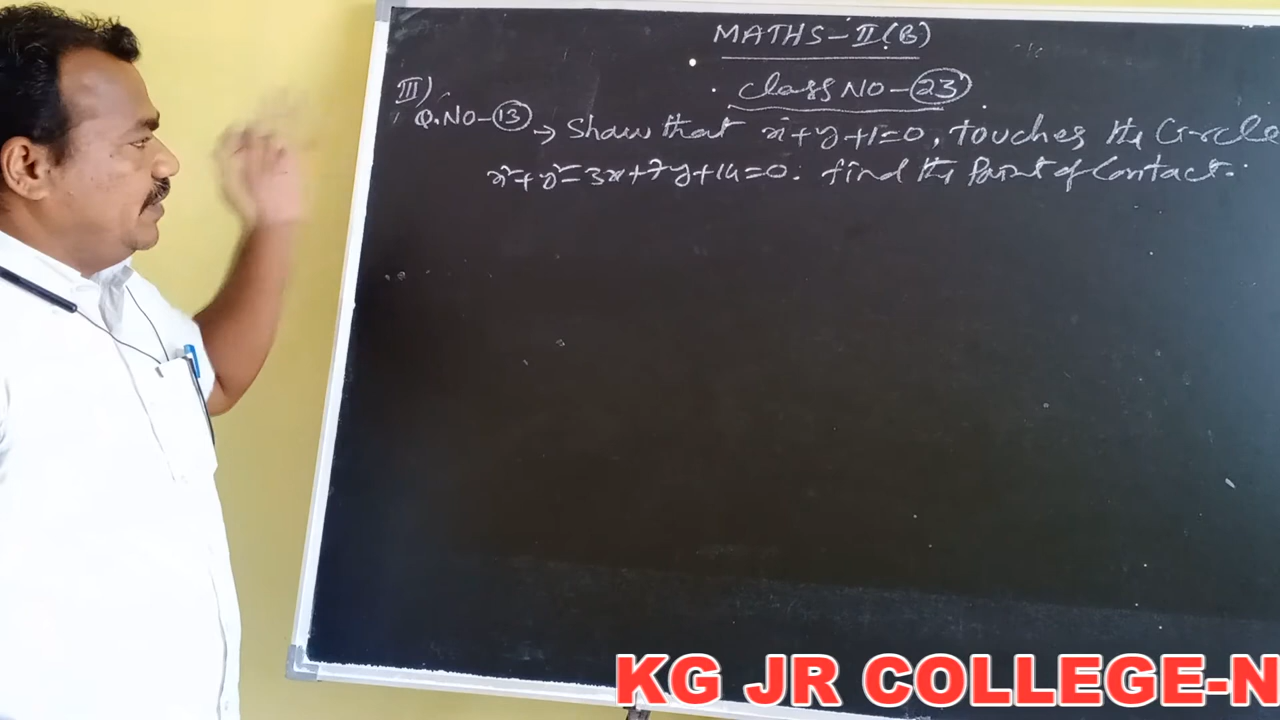 MATHS-II(B)
Class NO-23
III)
Q.NO-13 → Show that x+y+1=0, touches the Circle
x²+y²-3x+7y+14=0. find the Point of Contact.
KG JR COLLEGE-N